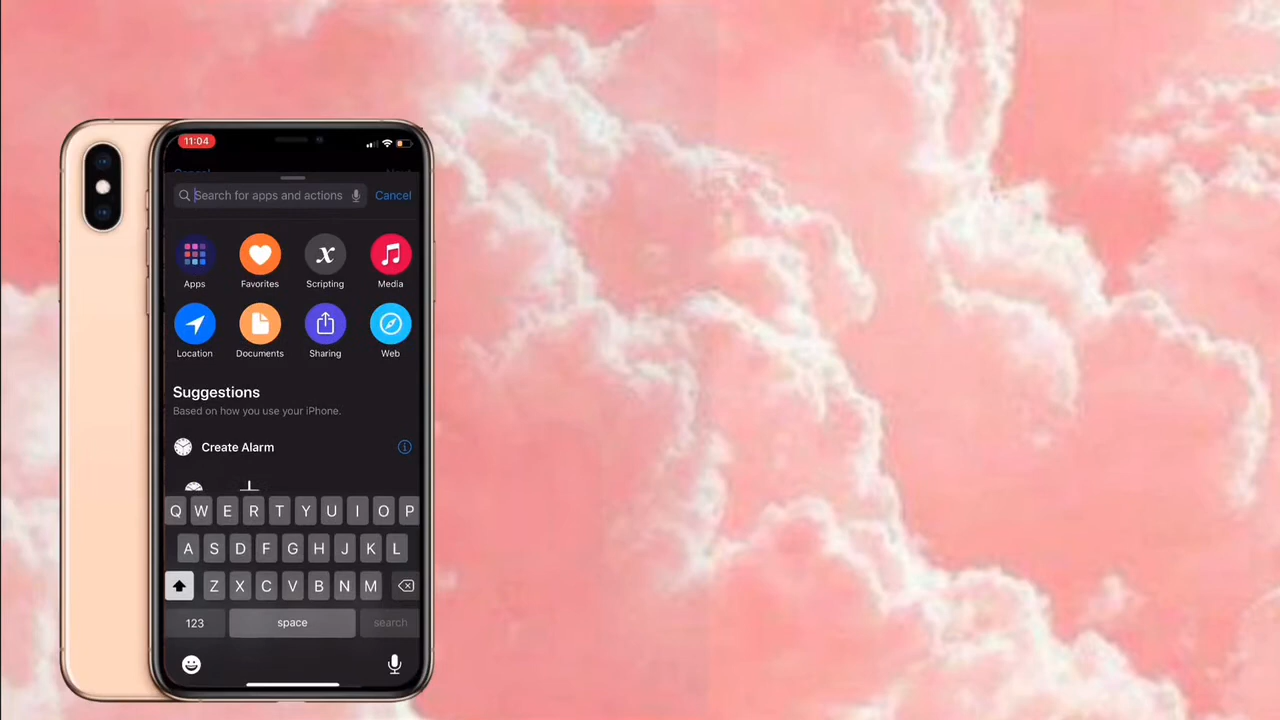 11:04
Search for apps and actions Cancel
Apps Favorites Scripting Media
Location Documents Sharing Web
Suggestions
Based on how you use your iPhone.
Create Alarm
Q W E R T Y U I O P
A S D F G H J K L
Z X C V B N M
123 space search